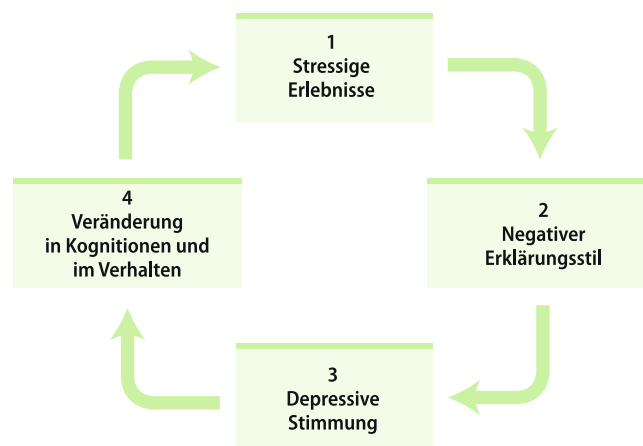 1
Stressige
Erlebnisse
2
Negativer
Erklärungsstil
3
Depressive
Stimmung
4
Veränderung
in Kognitionen und
im Verhalten